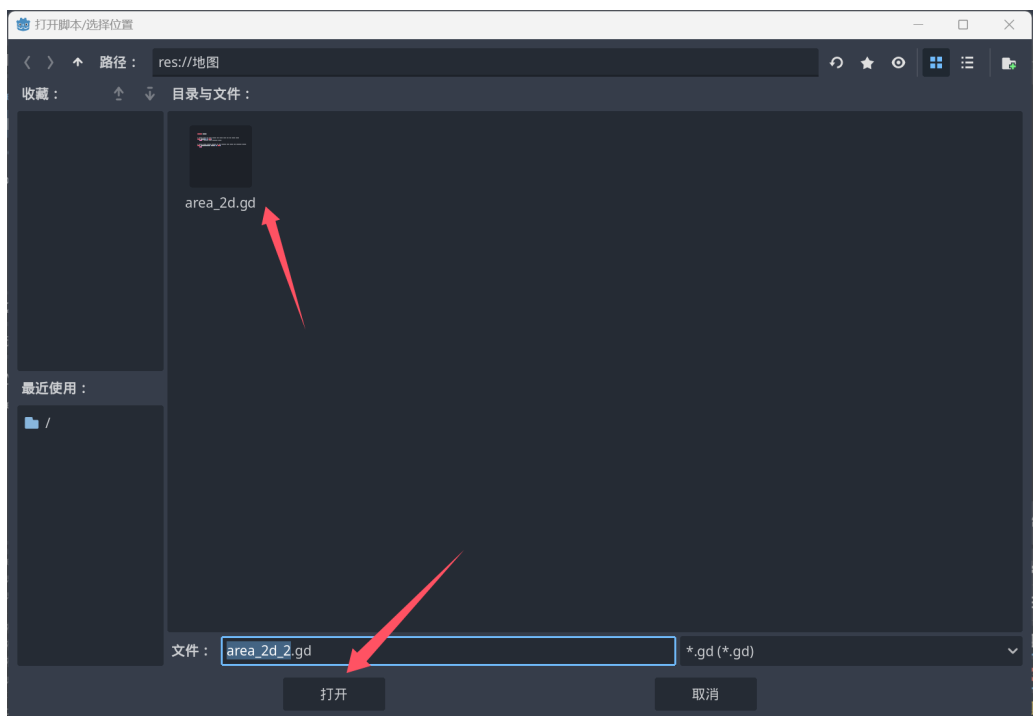 打开脚本/选择位置
路径： res://地图
收藏： 目录与文件：
area_2d.gd
最近使用：
/
文件： area_2d_2.gd *.gd (*.gd)
打开 取消